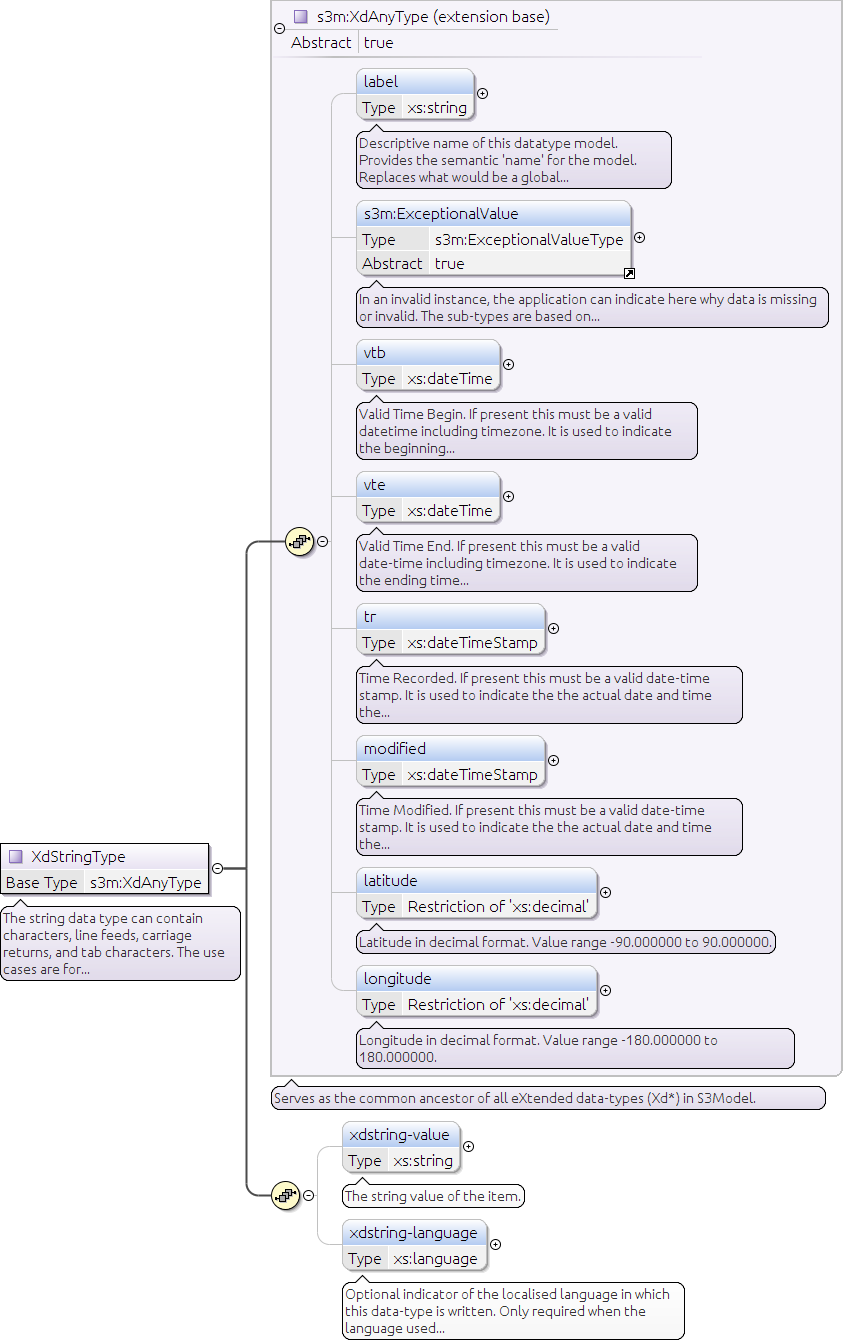 s3m:XdAnyType (extension base)
Abstract true
label
Type xs:string
Descriptive name of this datatype model.
Provides the semantic 'name' for the model.
Replaces what would be a global...
s3m:ExceptionalValue
Type s3m:ExceptionalValueType
Abstract true
In an invalid instance, the application can indicate here why data is missing
or invalid. The sub-types are based on...
vtb
Type xs:dateTime
Valid Time Begin. If present this must be a valid
datetime including timezone. It is used to indicate
the beginning...
vte
Type xs:dateTime
Valid Time End. If present this must be a valid
date-time including timezone. It is used to indicate
the ending time...
tr
Type xs:dateTimeStamp
Time Recorded. If present this must be a valid date-time
stamp. It is used to indicate the the actual date and time
the...
modified
Type xs:dateTimeStamp
Time Modified. If present this must be a valid date-time
stamp. It is used to indicate the the actual date and time
the...
XdStringType
Base Type s3m:XdAnyType
The string data type can contain
characters, line feeds, carriage
returns, and tab characters. The use
cases are for...
latitude
Type Restriction of 'xs:decimal'
Latitude in decimal format. Value range -90.000000 to 90.000000.
longitude
Type Restriction of 'xs:decimal'
Longitude in decimal format. Value range -180.000000 to
180.000000.
Serves as the common ancestor of all eXtended data-types (Xd*) in S3Model.
xdstring-value
Type xs:string
The string value of the item.
xdstring-language
Type xs:language
Optional indicator of the localised language in which
this data-type is written. Only required when the
language used...